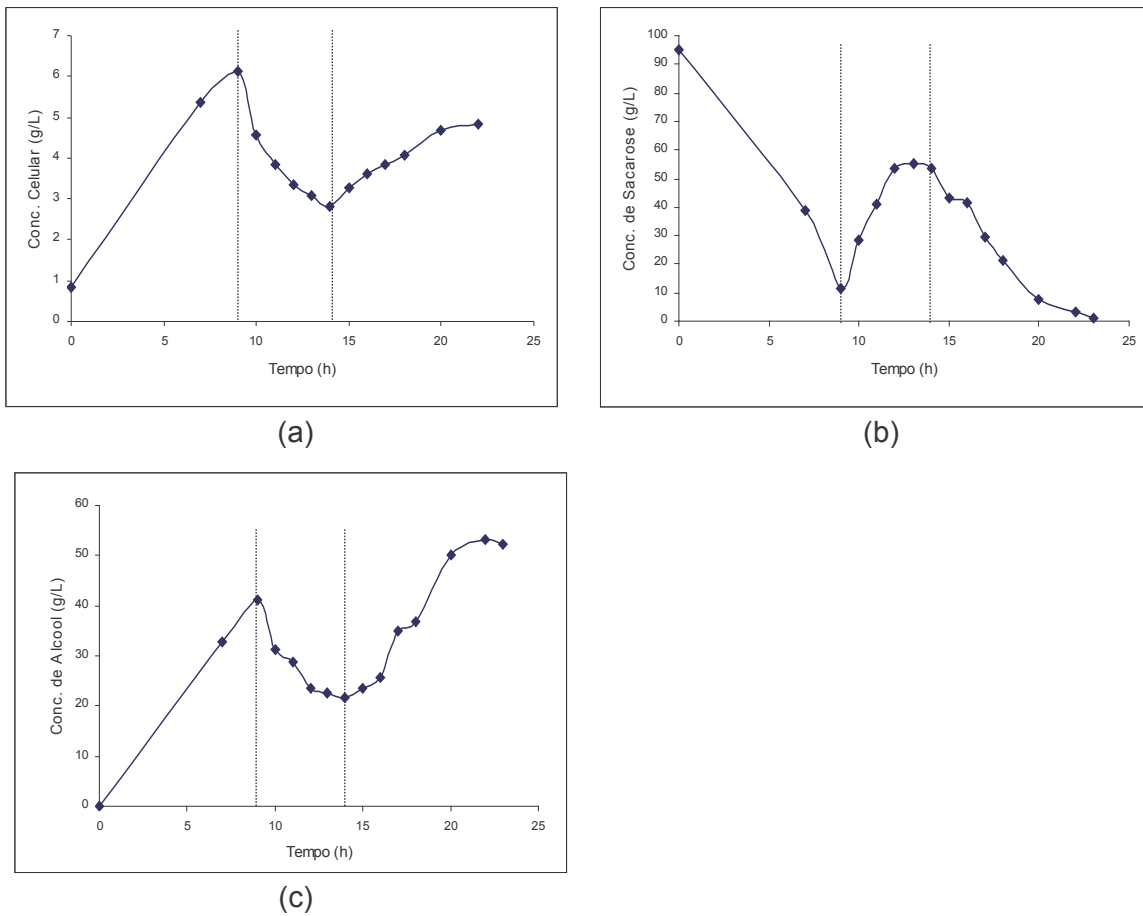 7
6
5
4
3
2
1
0
Conc. Celular (g/L)
0 5 10 15 20 25
Tempo (h)
(a)
100
90
80
70
60
50
40
30
20
10
0
Conc. de Sacarose (g/L)
0 5 10 15 20 25
Tempo (h)
(b)
60
50
40
30
20
10
0
Conc. de Alcool (g/L)
0 5 10 15 20 25
Tempo (h)
(c)